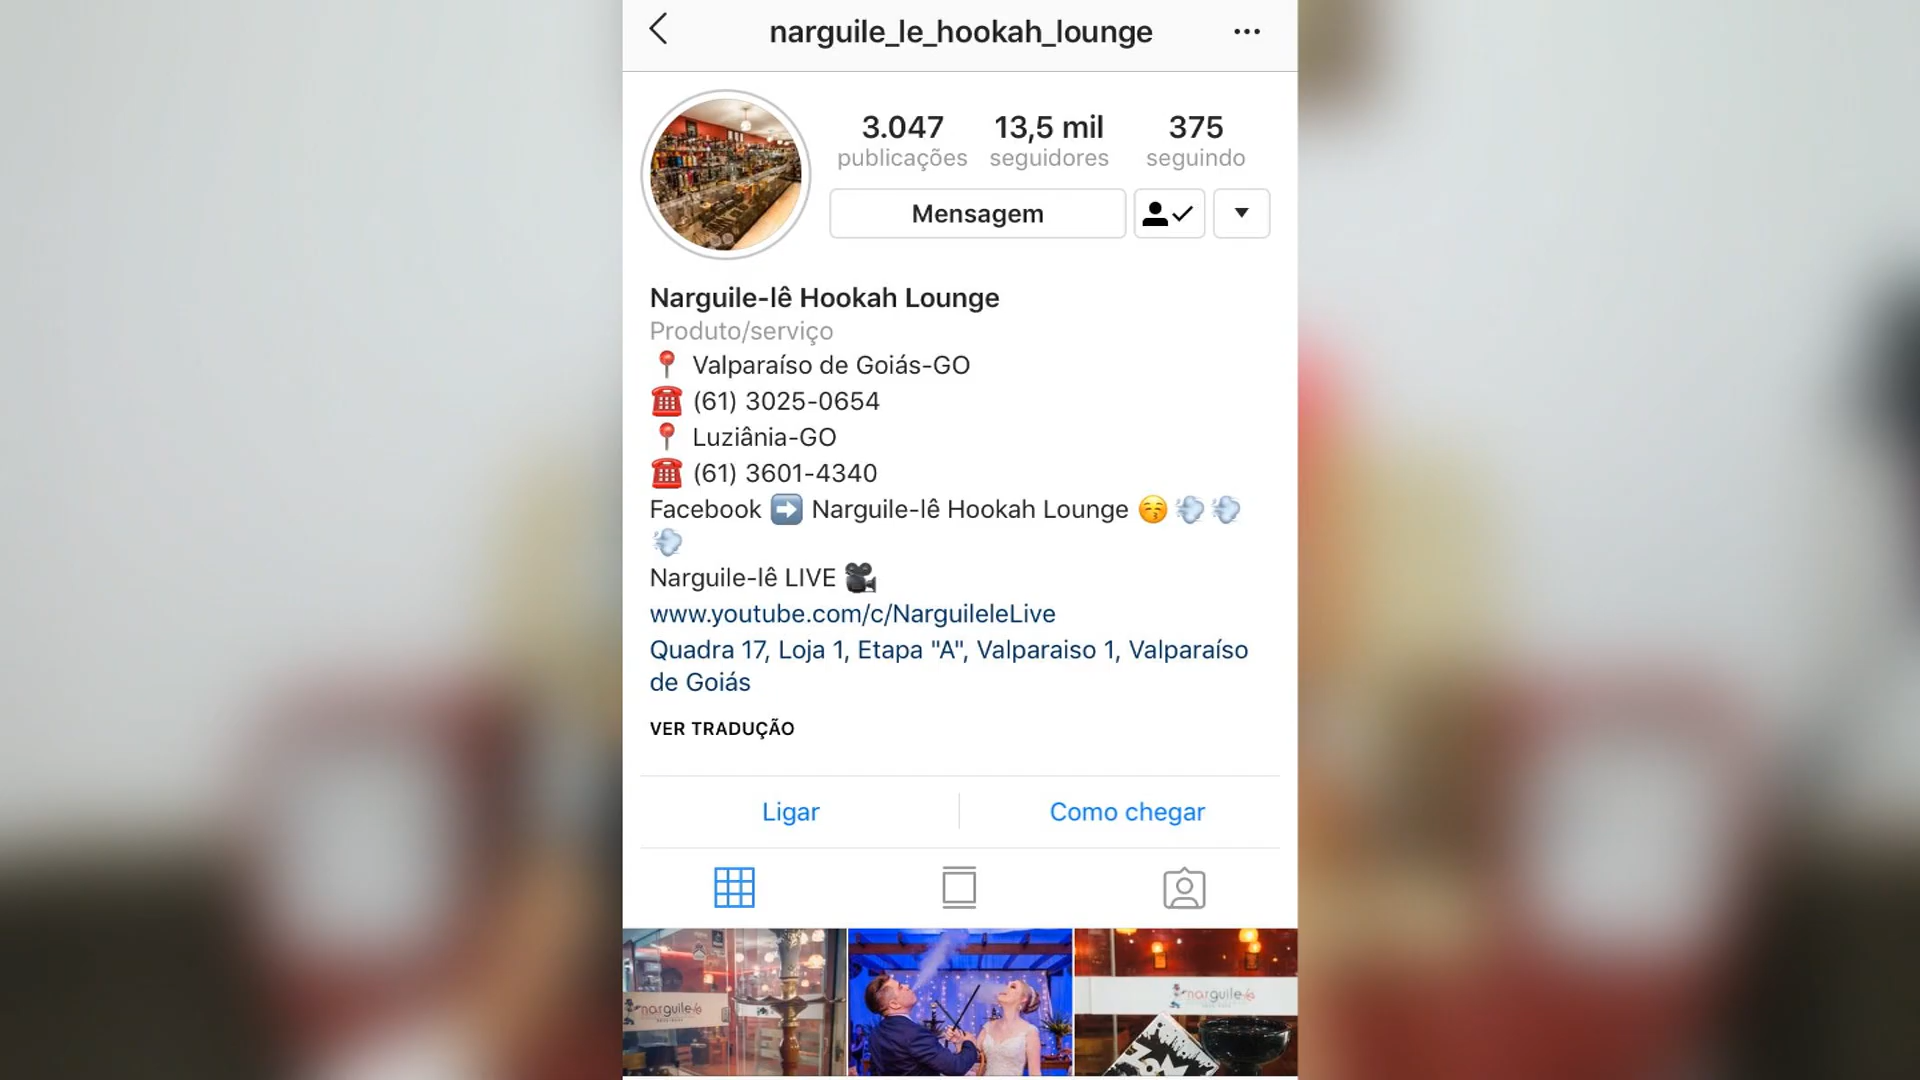 narguile_le_hookah_lounge
3.047 13,5 mil 375
publicações seguidores seguindo
Mensagem
Narguile-lê Hookah Lounge
Produto/serviço
📍 Valparaíso de Goiás-GO
☎️ (61) 3025-0654
📍 Luziânia-GO
☎️ (61) 3601-4340
Facebook ➡️ Narguile-lê Hookah Lounge 😚💨💨
💨
Narguile-lê LIVE 🎥
www.youtube.com/c/NarguileleLive
Quadra 17, Loja 1, Etapa "A", Valparaiso 1, Valparaíso
de Goiás
VER TRADUÇÃO
Ligar Como chegar
narguile-lê narguile-lê